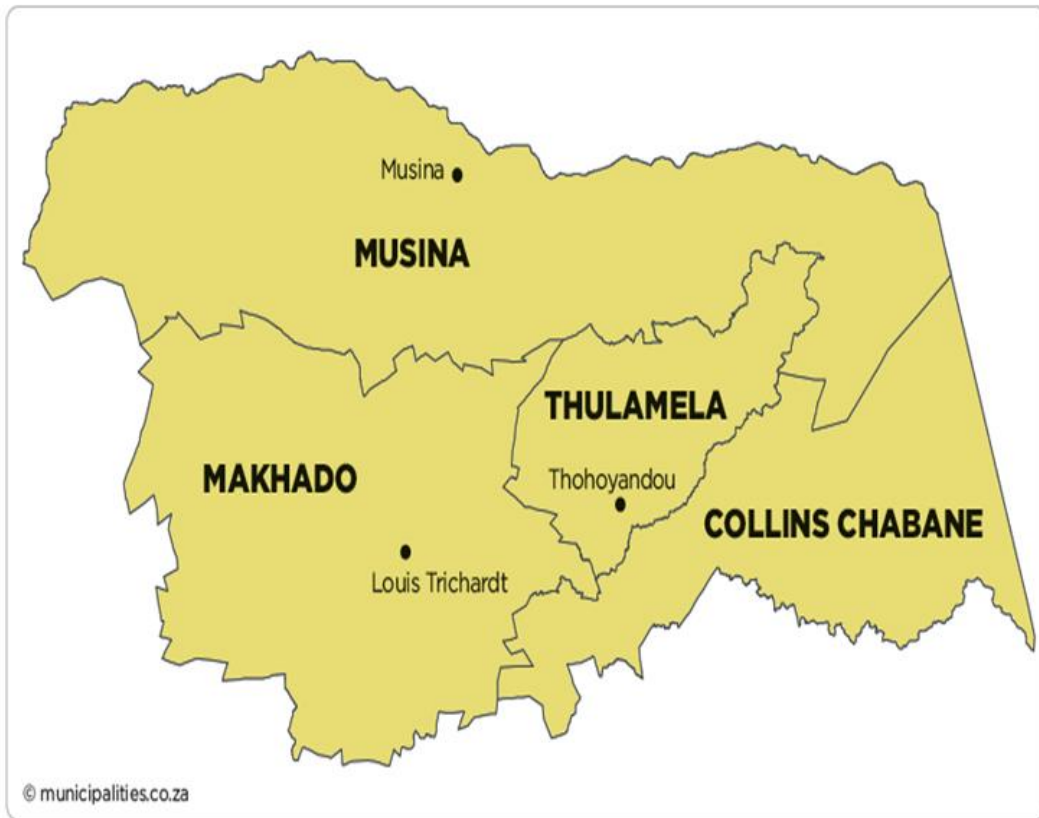 Musina
MUSINA
THULAMELA
MAKHADO
Thohoyandou
COLLINS CHABANE
Louis Trichardt
© municipalities.co.za